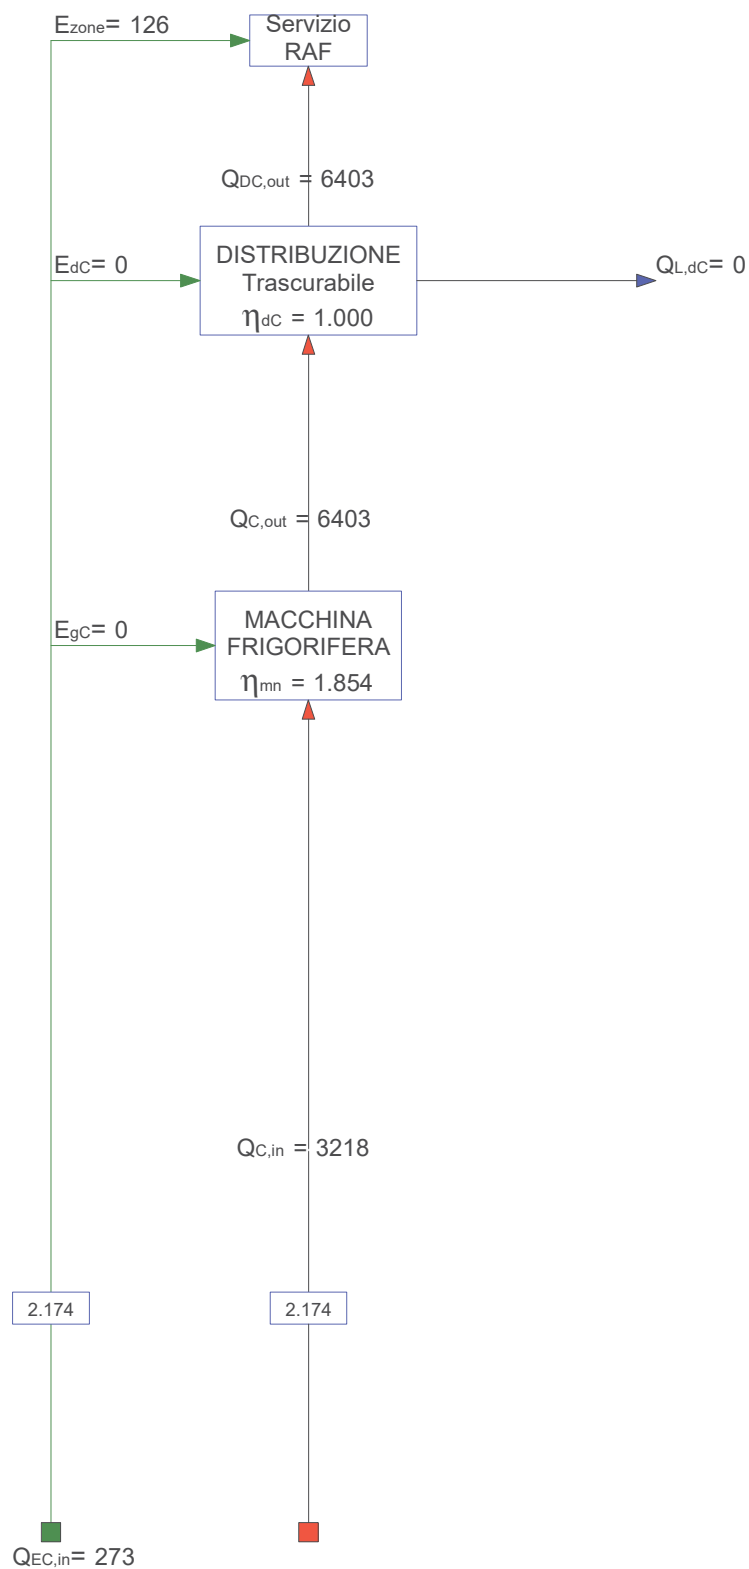 Ezone= 126
Servizio
RAF
QDC,out = 6403
EdC= 0
DISTRIBUZIONE
Trascurabile
ηdC = 1.000
QL,dC= 0
QC,out = 6403
EgC= 0
MACCHINA
FRIGORIFERA
ηmn = 1.854
QC,in = 3218
2.174
2.174
QEC,in= 273